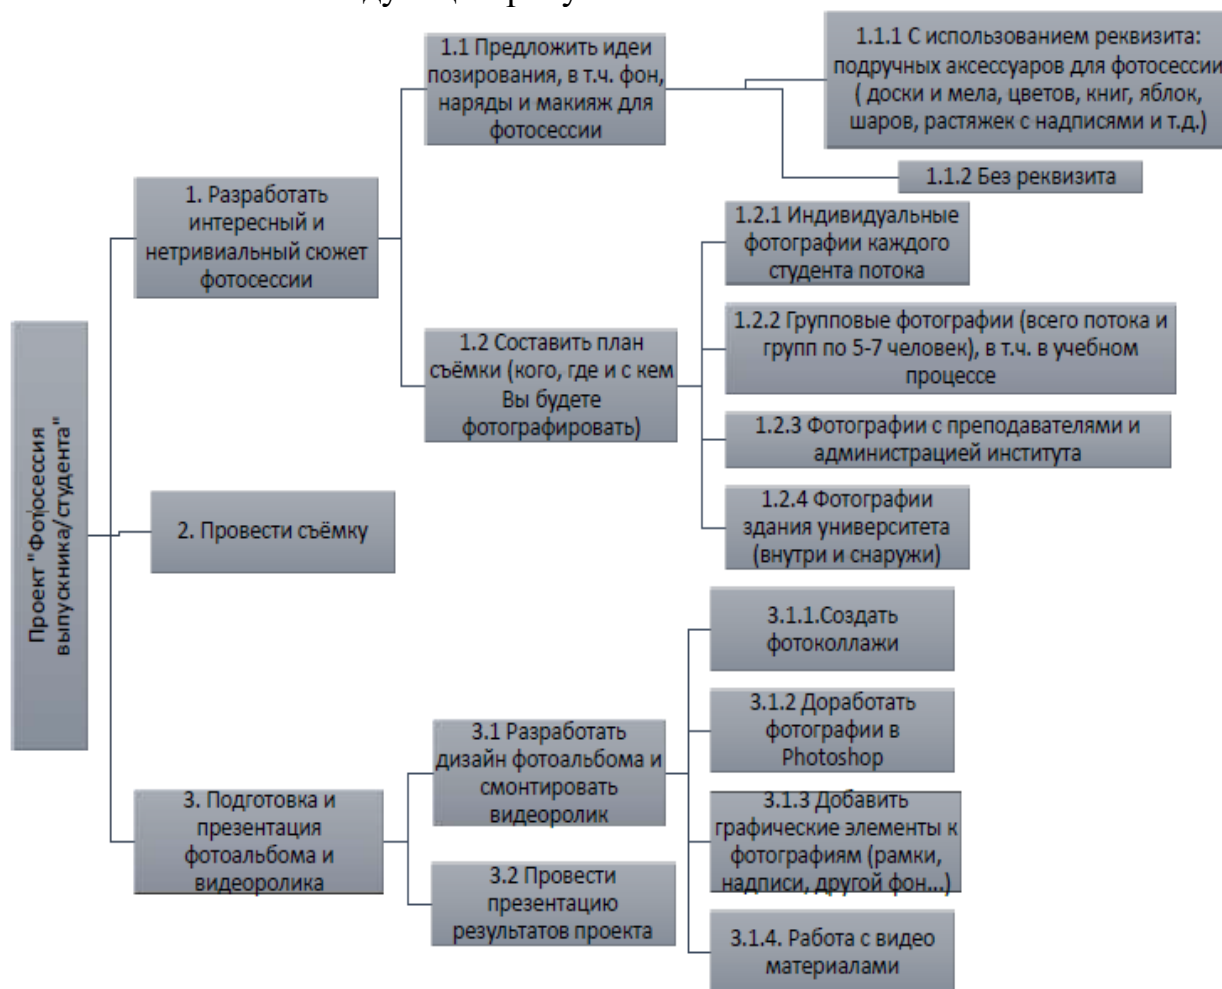 1.1 Предложить идеи
позирования, в т.ч. фон,
наряды и макияж для
фотосессии
1.1.1 С использованием реквизита:
подручных аксессуаров для фотосессии
( доски и мела, цветов, книг, яблок,
шаров, растяжек с надписями и т.д.)
1.1.2 Без реквизита
1. Разработать
интересный и
нетривиальный сюжет
фотосессии
1.2.1 Индивидуальные
фотографии каждого
студента потока
1.2.2 Групповые фотографии (всего потока и
групп по 5-7 человек), в т.ч. в учебном
процессе
1.2 Составить план
съёмки (кого, где и с кем
Вы будете
фотографировать)
1.2.3 Фотографии с преподавателями и
администрацией института
1.2.4 Фотографии
здания университета
(внутри и снаружи)
Проект "Фотосессия
выпускника/студента"
2. Провести съёмку
3.1.1.Создать
фотоколлажи
3.1.2 Доработать
фотографии в
Photoshop
3.1 Разработать
дизайн фотоальбома и
смонтировать
видеоролик
3. Подготовка и
презентация
фотоальбома и
видеоролика
3.1.3 Добавить
графические элементы к
фотографиям (рамки,
надписи, другой фон...)
3.2 Провести
презентацию
результатов проекта
3.1.4. Работа с видео
материалами